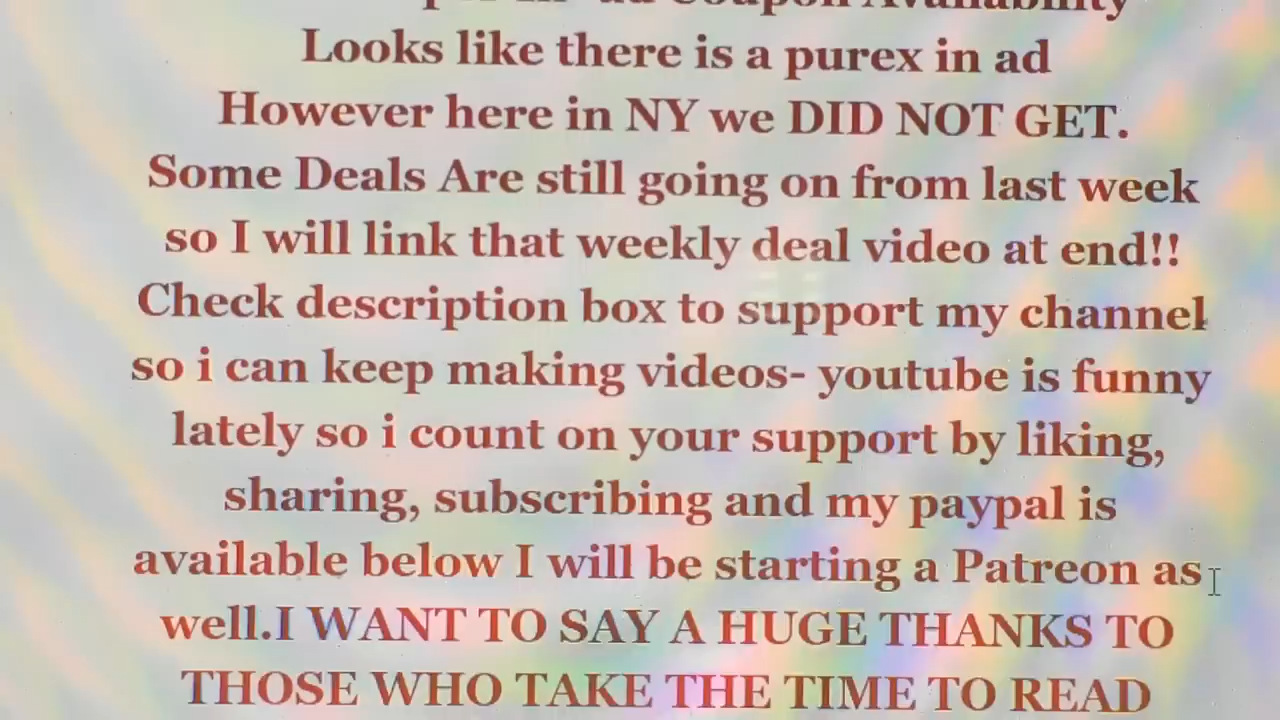 Coupon Availability
Looks like there is a purex in ad
However here in NY we DID NOT GET.
Some Deals Are still going on from last week
so I will link that weekly deal video at end!!
Check description box to support my channel
so i can keep making videos- youtube is funny
lately so i count on your support by liking,
sharing, subscribing and my paypal is
available below I will be starting a Patreon as
well.I WANT TO SAY A HUGE THANKS TO
THOSE WHO TAKE THE TIME TO READ